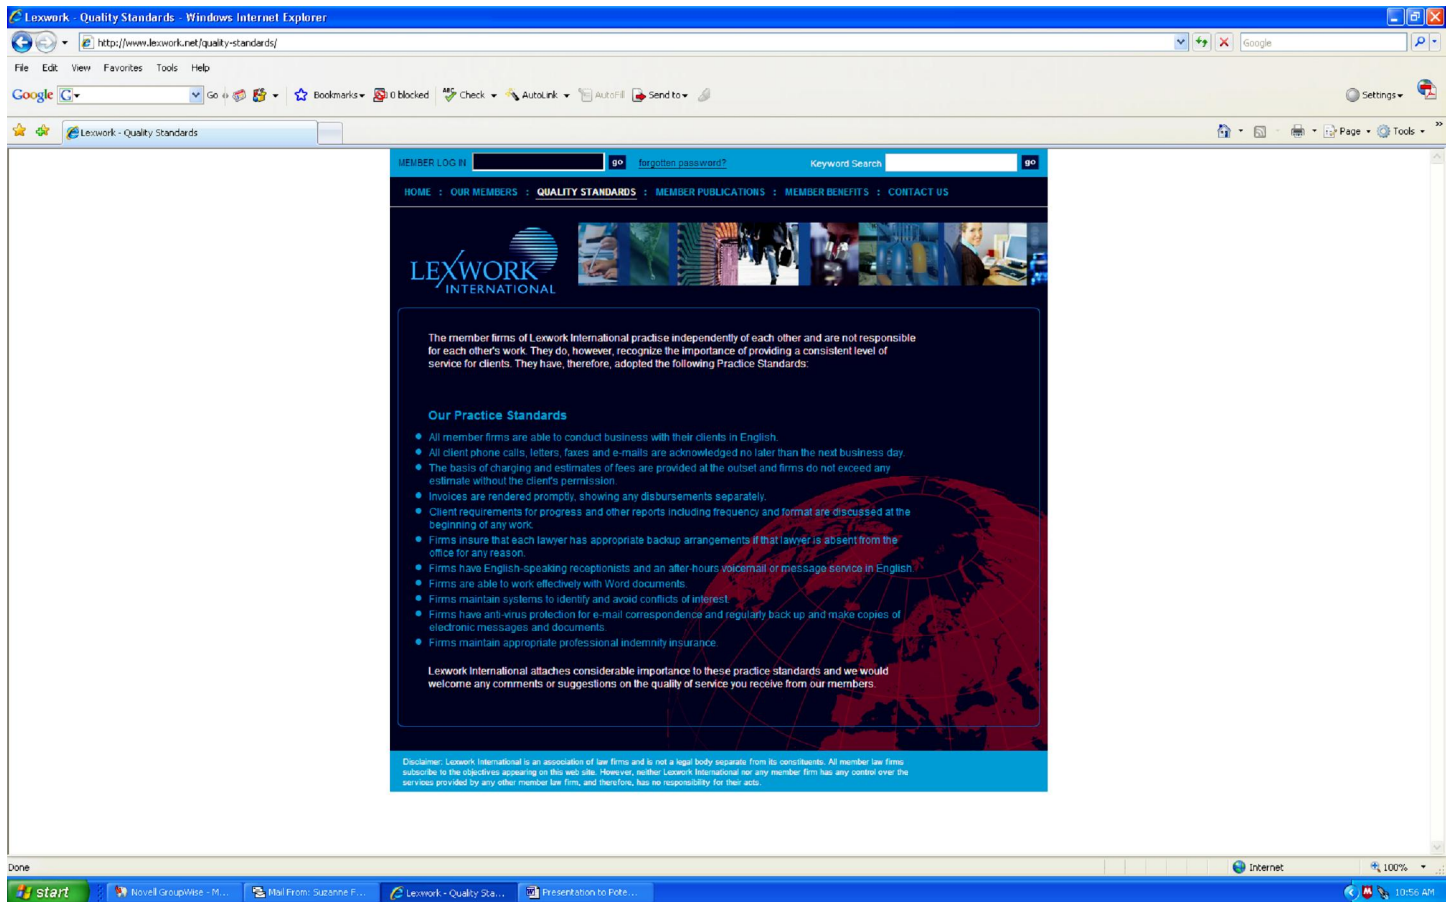 Lexwork - Quality Standards - Windows Internet Explorer
http://www.lexwork.net/quality-standards/
Google
File Edit View Favorites Tools Help
Google G Go Bookmarks 0 blocked ABC Check AutoLink AutoFill Send to Settings
Lexwork - Quality Standards
Page Tools »
MEMBER LOG IN go forgotten password? Keyword Search go
HOME : OUR MEMBERS : QUALITY STANDARDS : MEMBER PUBLICATIONS : MEMBER BENEFITS : CONTACT US
LEXWORK
INTERNATIONAL
The member firms of Lexwork International practise independently of each other and are not responsible
for each other's work. They do, however, recognize the importance of providing a consistent level of
service for clients. They have, therefore, adopted the following Practice Standards:
Our Practice Standards
All member firms are able to conduct business with their clients in English.
All client phone calls, letters, faxes and e-mails are acknowledged no later than the next business day.
The basis of charging and estimates of fees are provided at the outset and firms do not exceed any
estimate without the client's permission.
Invoices are rendered promptly, showing any disbursements separately.
Client requirements for progress and other reports including frequency and format are discussed at the
beginning of any work.
Firms insure that each lawyer has appropriate backup arrangements if that lawyer is absent from the
office for any reason.
Firms have English-speaking receptionists and an after-hours voicemail or message service in English.
Firms are able to work effectively with Word documents.
Firms maintain systems to identify and avoid conflicts of interest.
Firms have anti-virus protection for e-mail correspondence and regularly back up and make copies of
electronic messages and documents.
Firms maintain appropriate professional indemnity insurance.
Lexwork International attaches considerable importance to these practice standards and we would
welcome any comments or suggestions on the quality of service you receive from our members.
Disclaimer: Lexwork International is an association of law firms and is not a legal body separate from its constituents. All member law firms
subscribe to the objectives appearing on this web site. However, neither Lexwork International nor any member firm has any control over the
services provided by any other member law firm, and therefore, has no responsibility for their acts.
Done Internet 100%
start Novell GroupWise - M... Mail From: Suzanne F... Lexwork - Quality Sta... Presentation to Pote... 10:56 AM